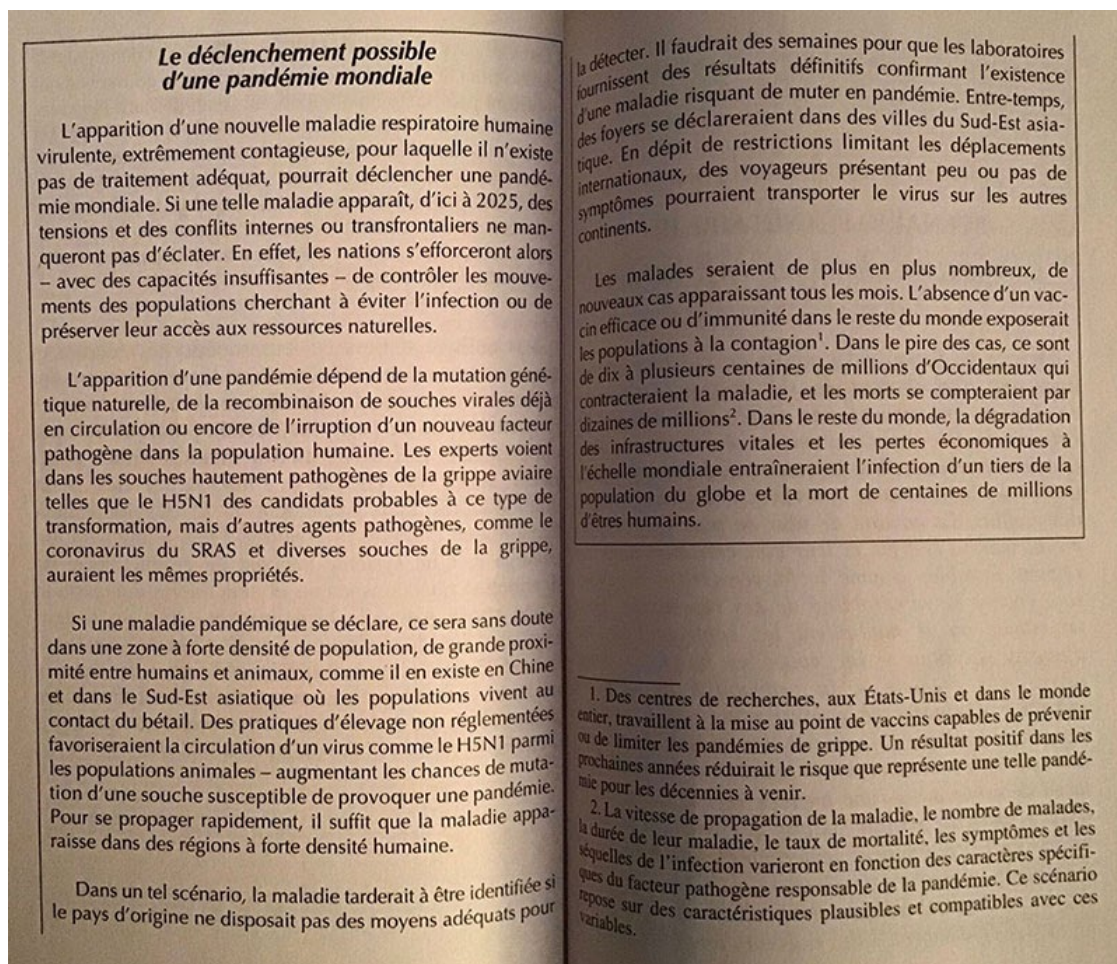 Le déclenchement possible
d'une pandémie mondiale
L'apparition d'une nouvelle maladie respiratoire humaine
virulente, extrêmement contagieuse, pour laquelle il n'existe
pas de traitement adéquat, pourrait déclencher une pandé-
mie mondiale. Si une telle maladie apparaît, d'ici à 2025, des
tensions et des conflits internes ou transfrontaliers ne man-
queront pas d'éclater. En effet, les nations s'efforceront alors
– avec des capacités insuffisantes – de contrôler les mouve-
ments des populations cherchant à éviter l'infection ou de
préserver leur accès aux ressources naturelles.
L'apparition d'une pandémie dépend de la mutation géné-
tique naturelle, de la recombinaison de souches virales déjà
en circulation ou encore de l'irruption d'un nouveau facteur
pathogène dans la population humaine. Les experts voient
dans les souches hautement pathogènes de la grippe aviaire
telles que le H5N1 des candidats probables à ce type de
transformation, mais d'autres agents pathogènes, comme le
coronavirus du SRAS et diverses souches de la grippe,
auraient les mêmes propriétés.
Si une maladie pandémique se déclare, ce sera sans doute
dans une zone à forte densité de population, de grande proxi-
mité entre humains et animaux, comme il en existe en Chine
et dans le Sud-Est asiatique où les populations vivent au
contact du bétail. Des pratiques d'élevage non réglementées
favoriseraient la circulation d'un virus comme le H5N1 parmi
les populations animales – augmentant les chances de muta-
tion d'une souche susceptible de provoquer une pandémie.
Pour se propager rapidement, il suffit que la maladie appa-
raisse dans des régions à forte densité humaine.
Dans un tel scénario, la maladie tarderait à être identifiée si
le pays d'origine ne disposait pas des moyens adéquats pour
la détecter. Il faudrait des semaines pour que les laboratoires
fournissent des résultats définitifs confirmant l'existence
d'une maladie risquant de muter en pandémie. Entre-temps,
des foyers se déclareraient dans des villes du Sud-Est asia-
tique. En dépit de restrictions limitant les déplacements
internationaux, des voyageurs présentant peu ou pas de
symptômes pourraient transporter le virus sur les autres
continents.
Les malades seraient de plus en plus nombreux, de
nouveaux cas apparaissant tous les mois. L'absence d'un vac-
cin efficace ou d'immunité dans le reste du monde exposerait
les populations à la contagion¹. Dans le pire des cas, ce sont
de dix à plusieurs centaines de millions d'Occidentaux qui
contracteraient la maladie, et les morts se compteraient par
dizaines de millions². Dans le reste du monde, la dégradation
des infrastructures vitales et les pertes économiques à
l'échelle mondiale entraîneraient l'infection d'un tiers de la
population du globe et la mort de centaines de millions
d'êtres humains.
1. Des centres de recherches, aux États-Unis et dans le monde
entier, travaillent à la mise au point de vaccins capables de prévenir
ou de limiter les pandémies de grippe. Un résultat positif dans les
prochaines années réduirait le risque que représente une telle pandé-
mie pour les décennies à venir.
2. La vitesse de propagation de la maladie, le nombre de malades,
la durée de leur maladie, le taux de mortalité, les symptômes et les
séquelles de l'infection varieront en fonction des caractères spécifi-
ques du facteur pathogène responsable de la pandémie. Ce scénario
repose sur des caractéristiques plausibles et compatibles avec ces
variables.